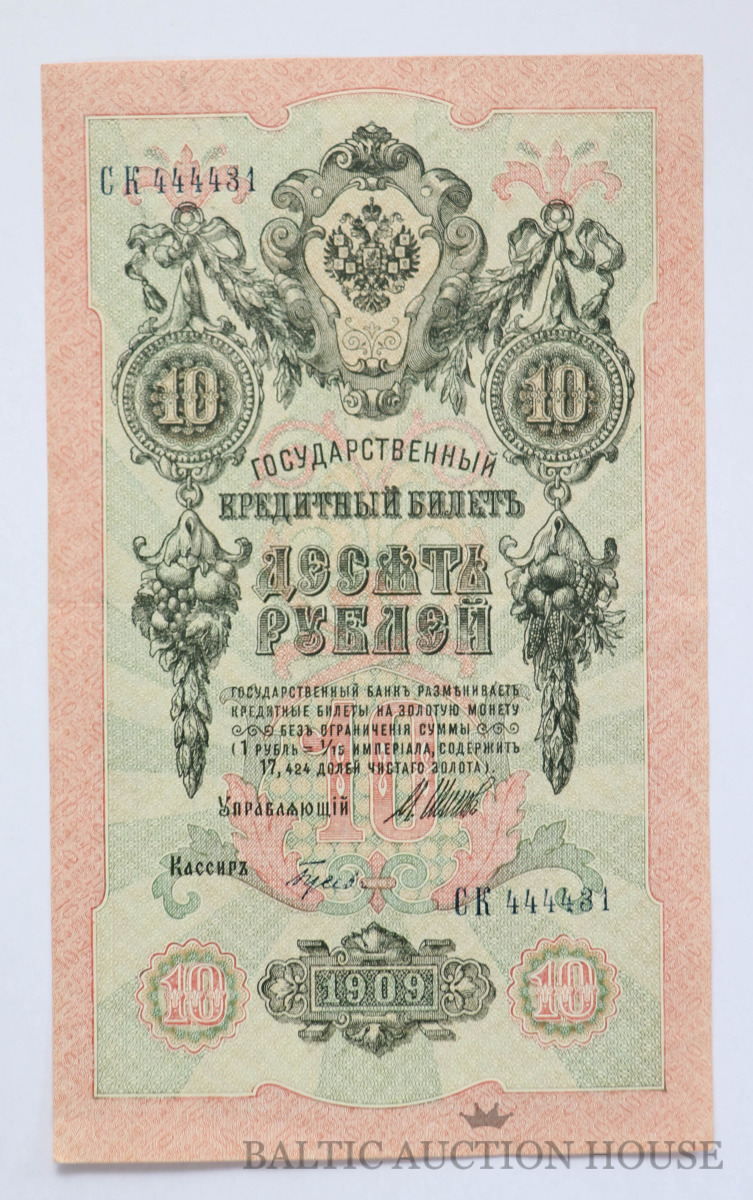 СК 444431
10
10
ГОСУДАРСТВЕННЫЙ
КРЕДИТНЫЙ БИЛЕТЪ
ДЕСЯТЬ
РУБЛЕЙ
ГОСУДАРСТВЕННЫЙ БАНКЪ РАЗМѢНИВАЕТЪ
КРЕДИТНЫЕ БИЛЕТЫ НА ЗОЛОТУЮ МОНЕТУ
БЕЗЪ ОГРАНИЧЕНІЯ СУММЫ
(1 РУБЛЬ = 1/15 ИМПЕРІАЛА, СОДЕРЖИТЪ
17,424 ДОЛЕЙ ЧИСТАГО ЗОЛОТА).
10
УПРАВЛЯЮЩІЙ
Кассиръ
СК 444431
10
1909
10
BALTIC AUCTION HOUSE